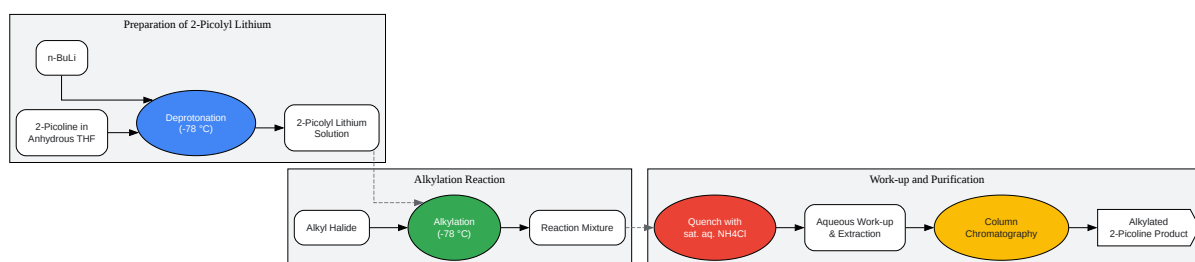 Preparation of 2-Picolyl Lithium
n-BuLi
2-Picoline in
Anhydrous THF
Deprotonation
(-78 °C)
2-Picolyl Lithium
Solution
Alkylation Reaction
Alkyl Halide
Alkylation
(-78 °C)
Reaction Mixture
Work-up and Purification
Quench with
sat. aq. NH4Cl
Aqueous Work-up
& Extraction
Column
Chromatography
Alkylated
2-Picoline Product